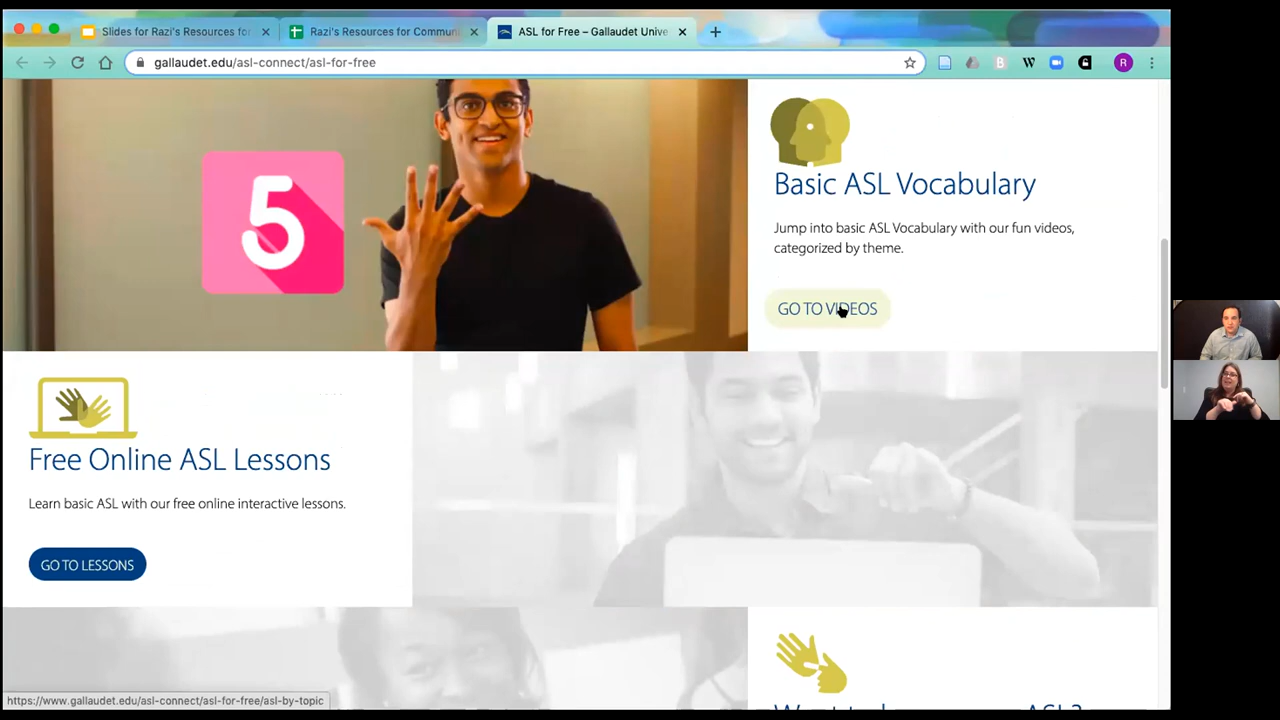 Slides for Razi's Resources for
Razi's Resources for Commun
ASL for Free – Gallaudet Unive
gallaudet.edu/asl-connect/asl-for-free
W
R
5
Basic ASL Vocabulary
Jump into basic ASL Vocabulary with our fun videos,
categorized by theme.
GO TO VIDEOS
Free Online ASL Lessons
Learn basic ASL with our free online interactive lessons.
GO TO LESSONS
https://www.gallaudet.edu/asl-connect/asl-for-free/asl-by-topic